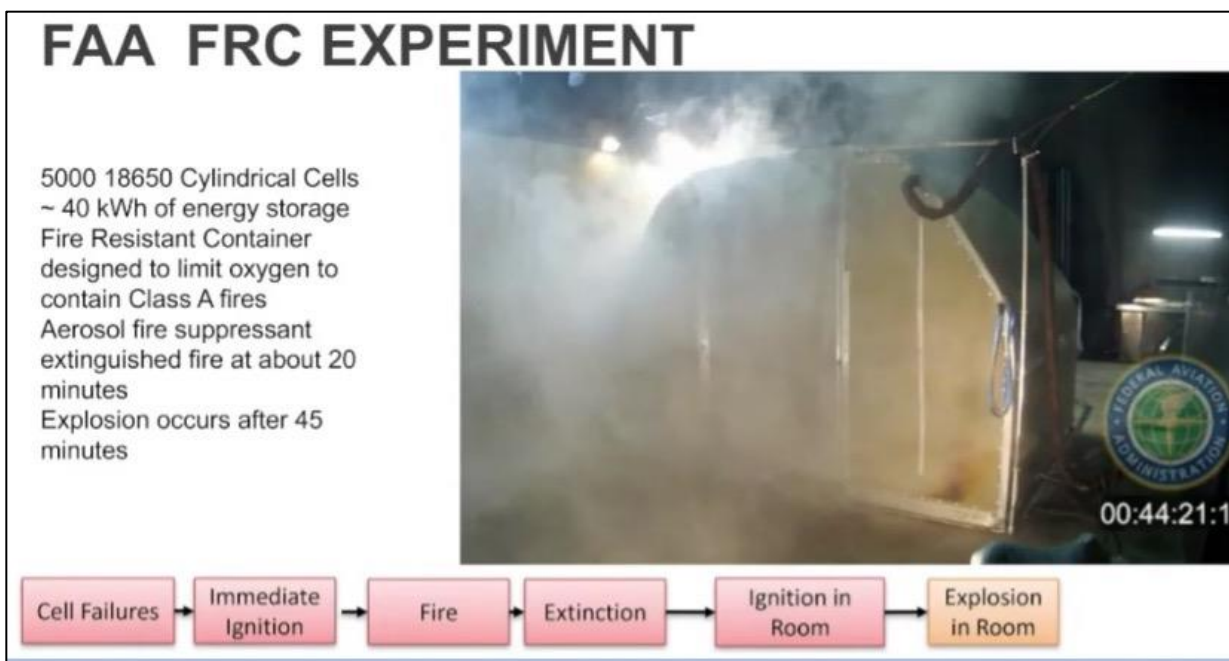 FAA FRC EXPERIMENT
5000 18650 Cylindrical Cells
~ 40 kWh of energy storage
Fire Resistant Container
designed to limit oxygen to
contain Class A fires
Aerosol fire suppressant
extinguished fire at about 20
minutes
Explosion occurs after 45
minutes
FEDERAL AVIATION
ADMINISTRATION
00:44:21:1
Cell Failures
Immediate
Ignition
Fire
Extinction
Ignition in
Room
Explosion
in Room